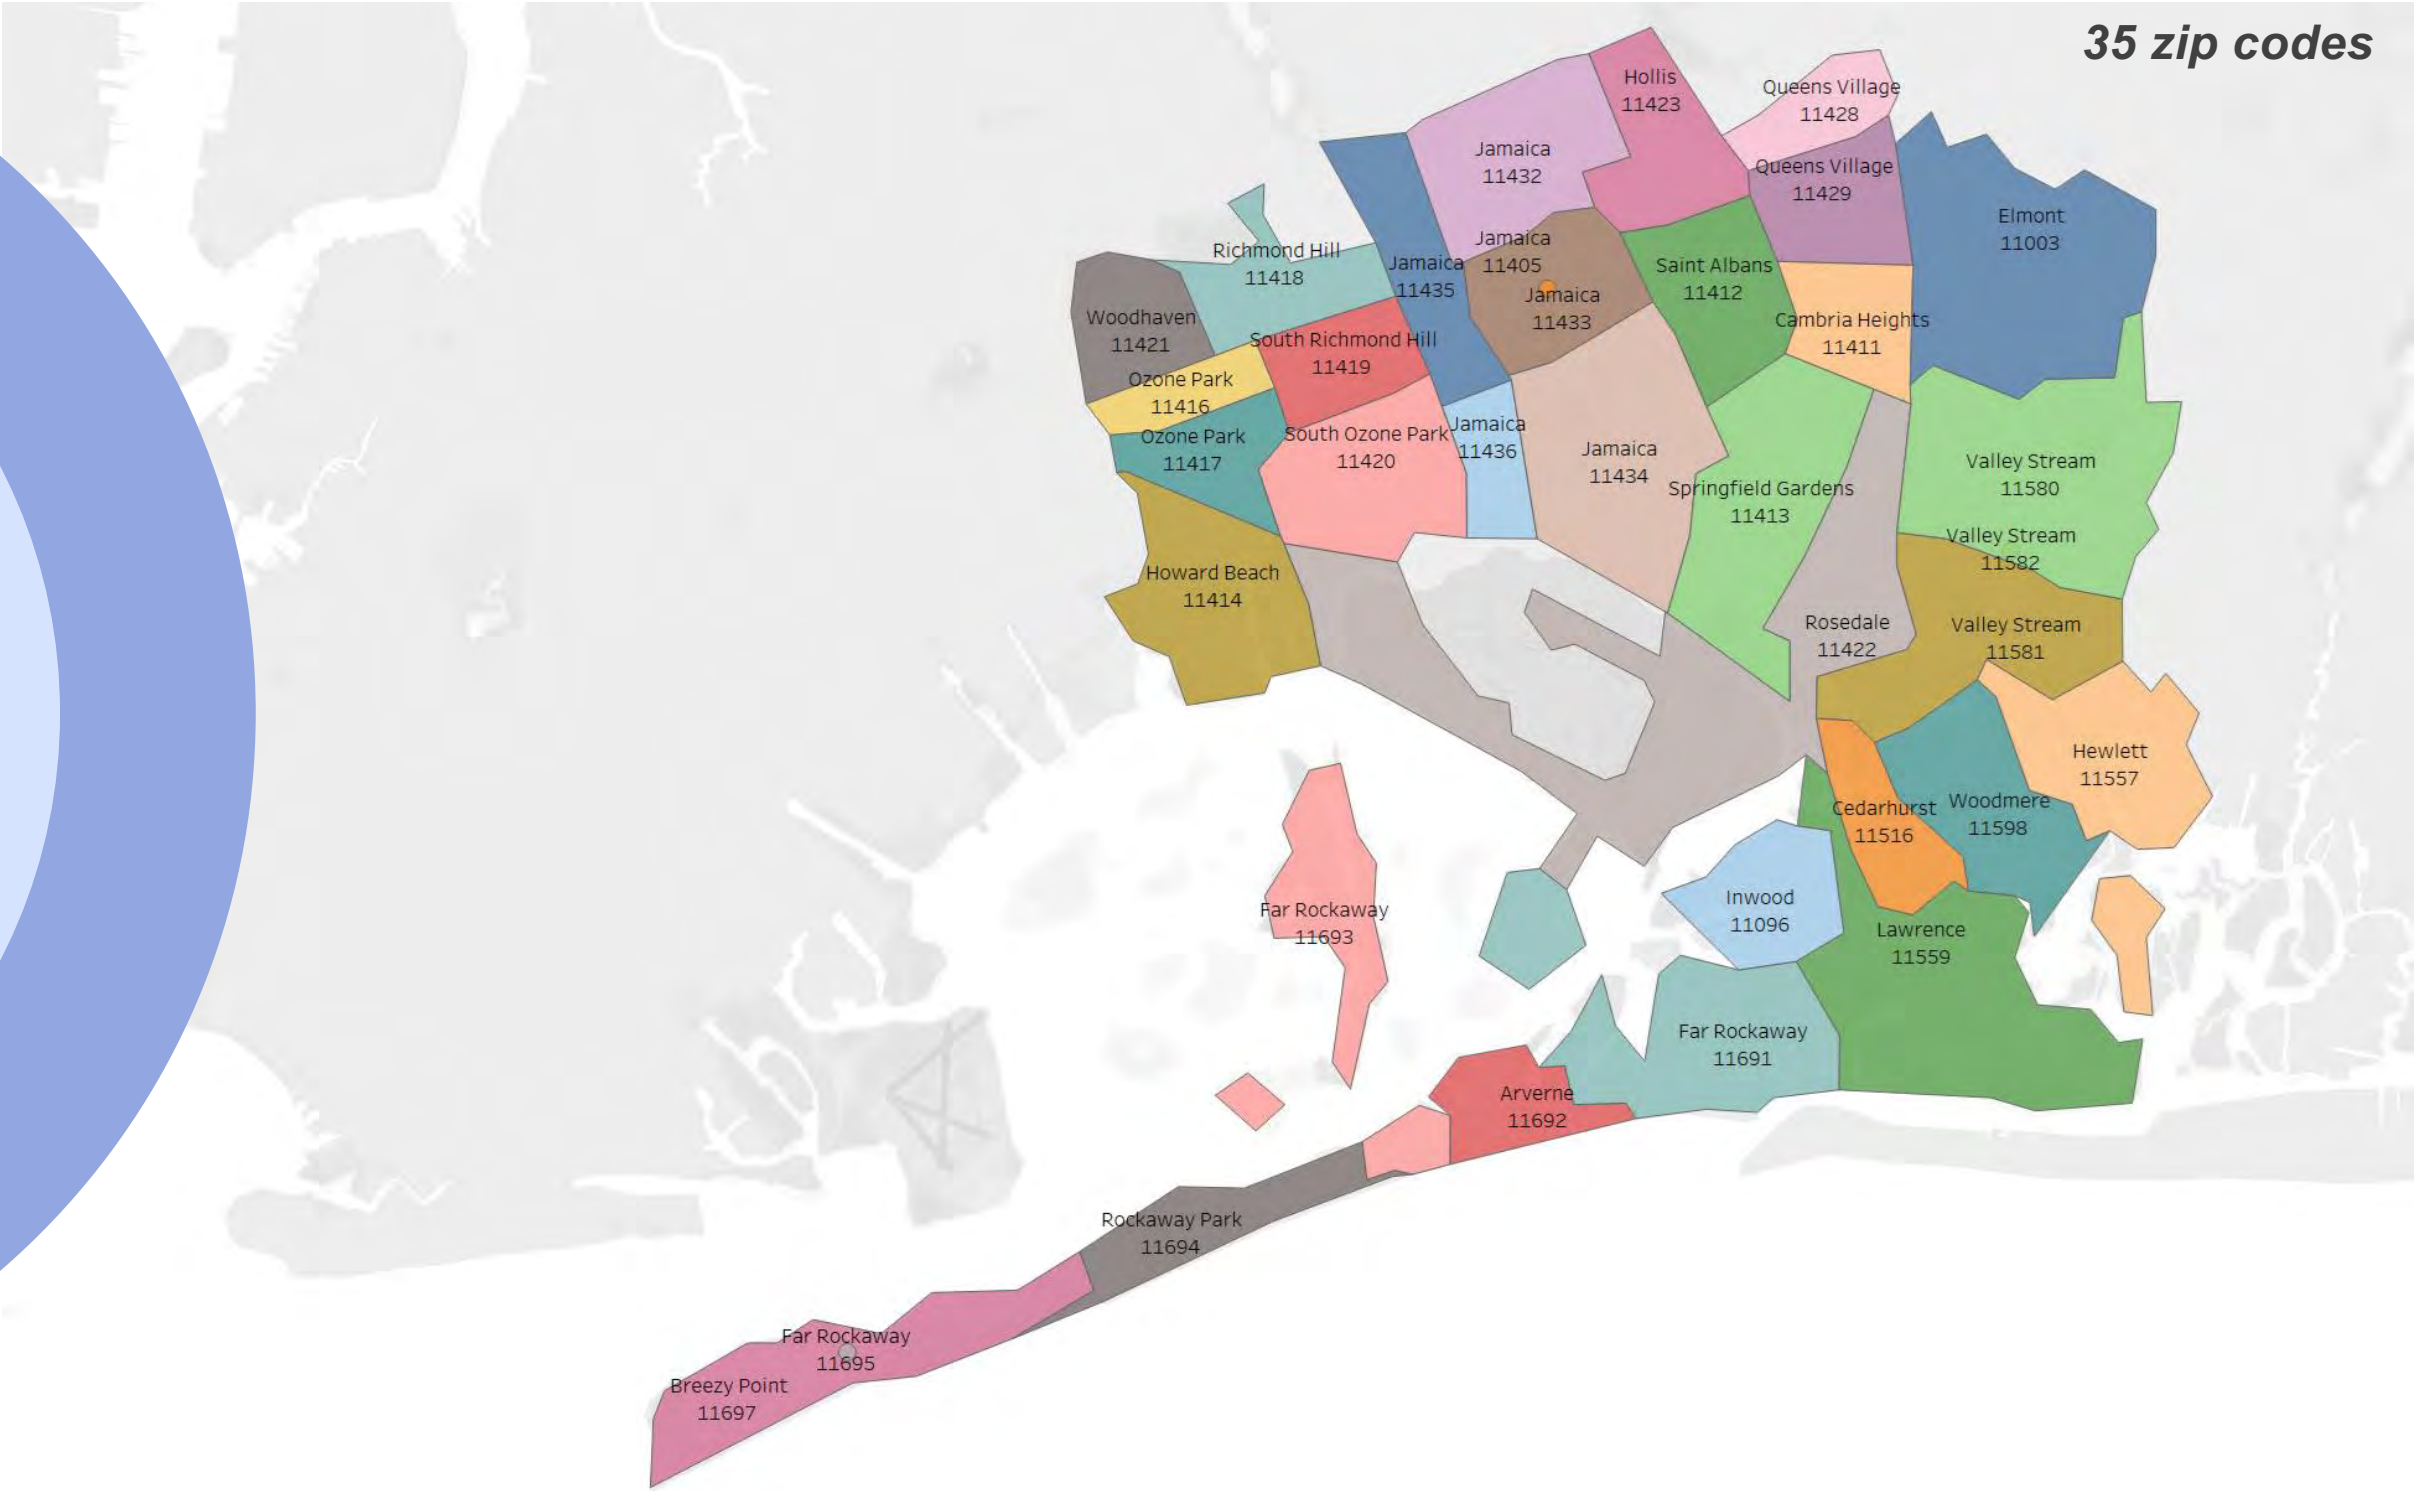 35 zip codes
Hollis
11423
Queens Village
11428
Jamaica
11432
Queens Village
11429
Elmont
11003
Richmond Hill
11418
Jamaica
11405
Jamaica
11435
Saint Albans
11412
Jamaica
11433
Woodhaven
11421
South Richmond Hill
11419
Cambria Heights
11411
Ozone Park
11416
Ozone Park
11417
South Ozone Park
11420
Jamaica
11436
Jamaica
11434
Springfield Gardens
11413
Valley Stream
11580
Valley Stream
11582
Howard Beach
11414
Rosedale
11422
Valley Stream
11581
Hewlett
11557
Cedarhurst
11516
Woodmere
11598
Far Rockaway
11693
Inwood
11096
Lawrence
11559
Far Rockaway
11691
Arverne
11692
Rockaway Park
11694
Far Rockaway
11695
Breezy Point
11697